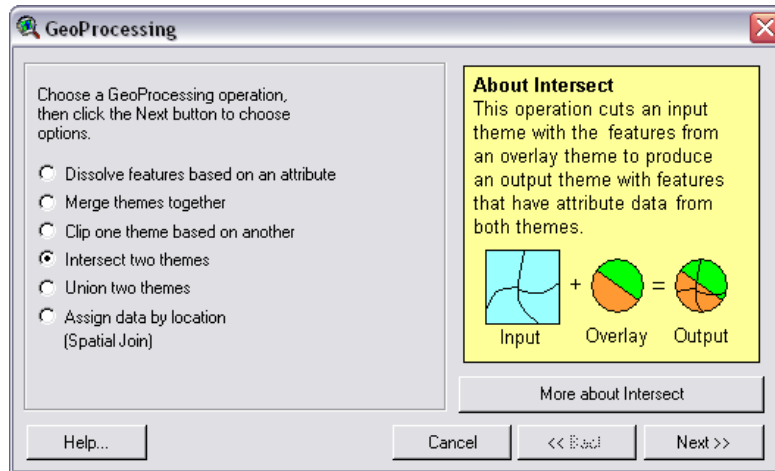 GeoProcessing
Choose a GeoProcessing operation,
then click the Next button to choose
options.
Dissolve features based on an attribute
Merge themes together
Clip one theme based on another
Intersect two themes
Union two themes
Assign data by location
(Spatial Join)
About Intersect
This operation cuts an input
theme with the features from
an overlay theme to produce
an output theme with features
that have attribute data from
both themes.
+ =
Input Overlay Output
More about Intersect
Help... Cancel << Back Next >>